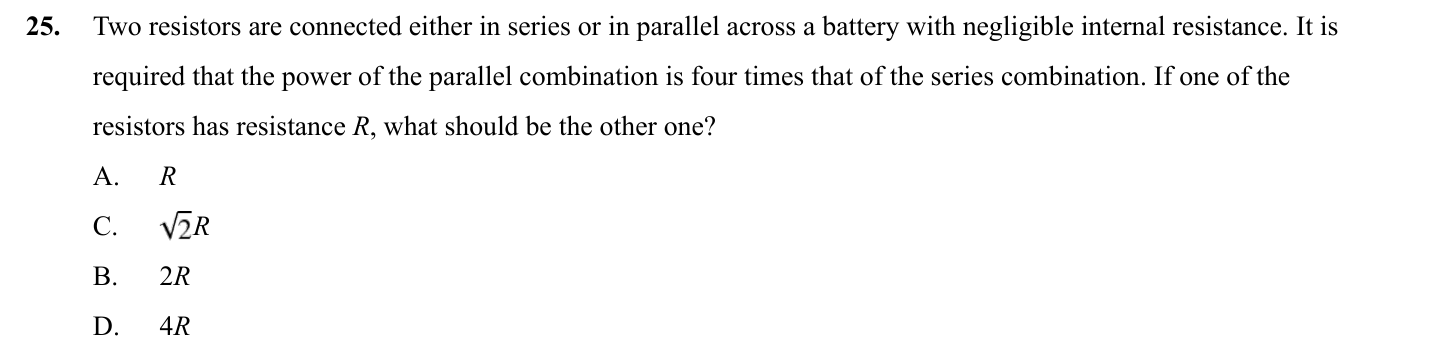 25. Two resistors are connected either in series or in parallel across a battery with negligible internal resistance. It is
required that the power of the parallel combination is four times that of the series combination. If one of the
resistors has resistance R, what should be the other one?
A. R
C. √2R
B. 2R
D. 4R